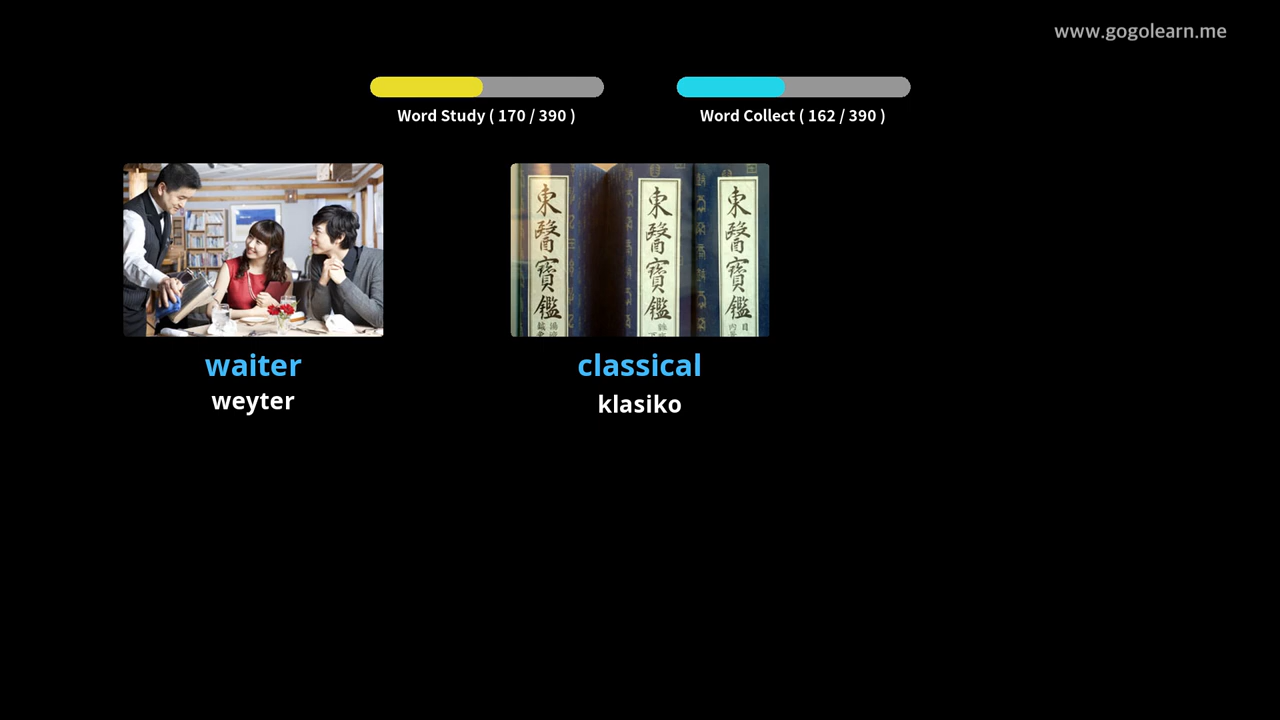 www.gogolearn.me
Word Study ( 170 / 390 )
Word Collect ( 162 / 390 )
東醫寶鑑
東醫寶鑑
東醫寶鑑
waiter
classical
weyter
klasiko